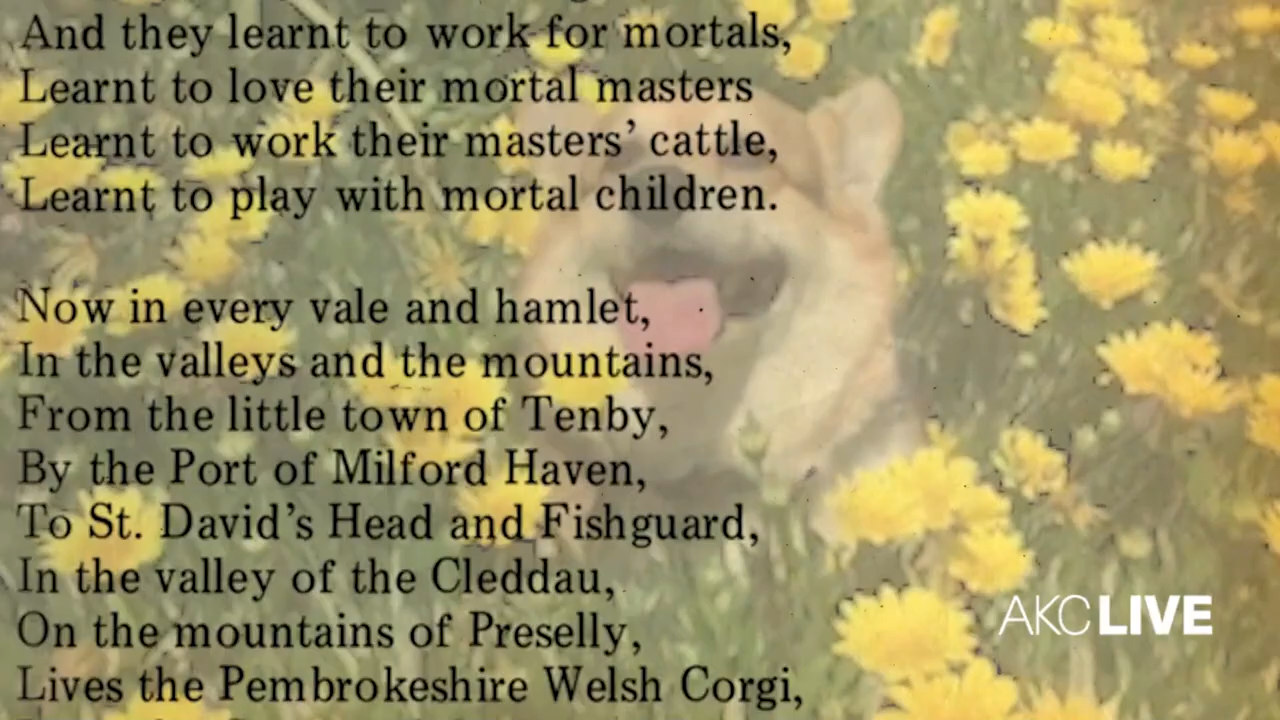 And they learnt to work for mortals,
Learnt to love their mortal masters
Learnt to work their masters' cattle,
Learnt to play with mortal children.
Now in every vale and hamlet,
In the valleys and the mountains,
From the little town of Tenby,
By the Port of Milford Haven,
To St. David's Head and Fishguard,
In the valley of the Cleddau,
On the mountains of Preselly,
Lives the Pembrokeshire Welsh Corgi,
AKC LIVE